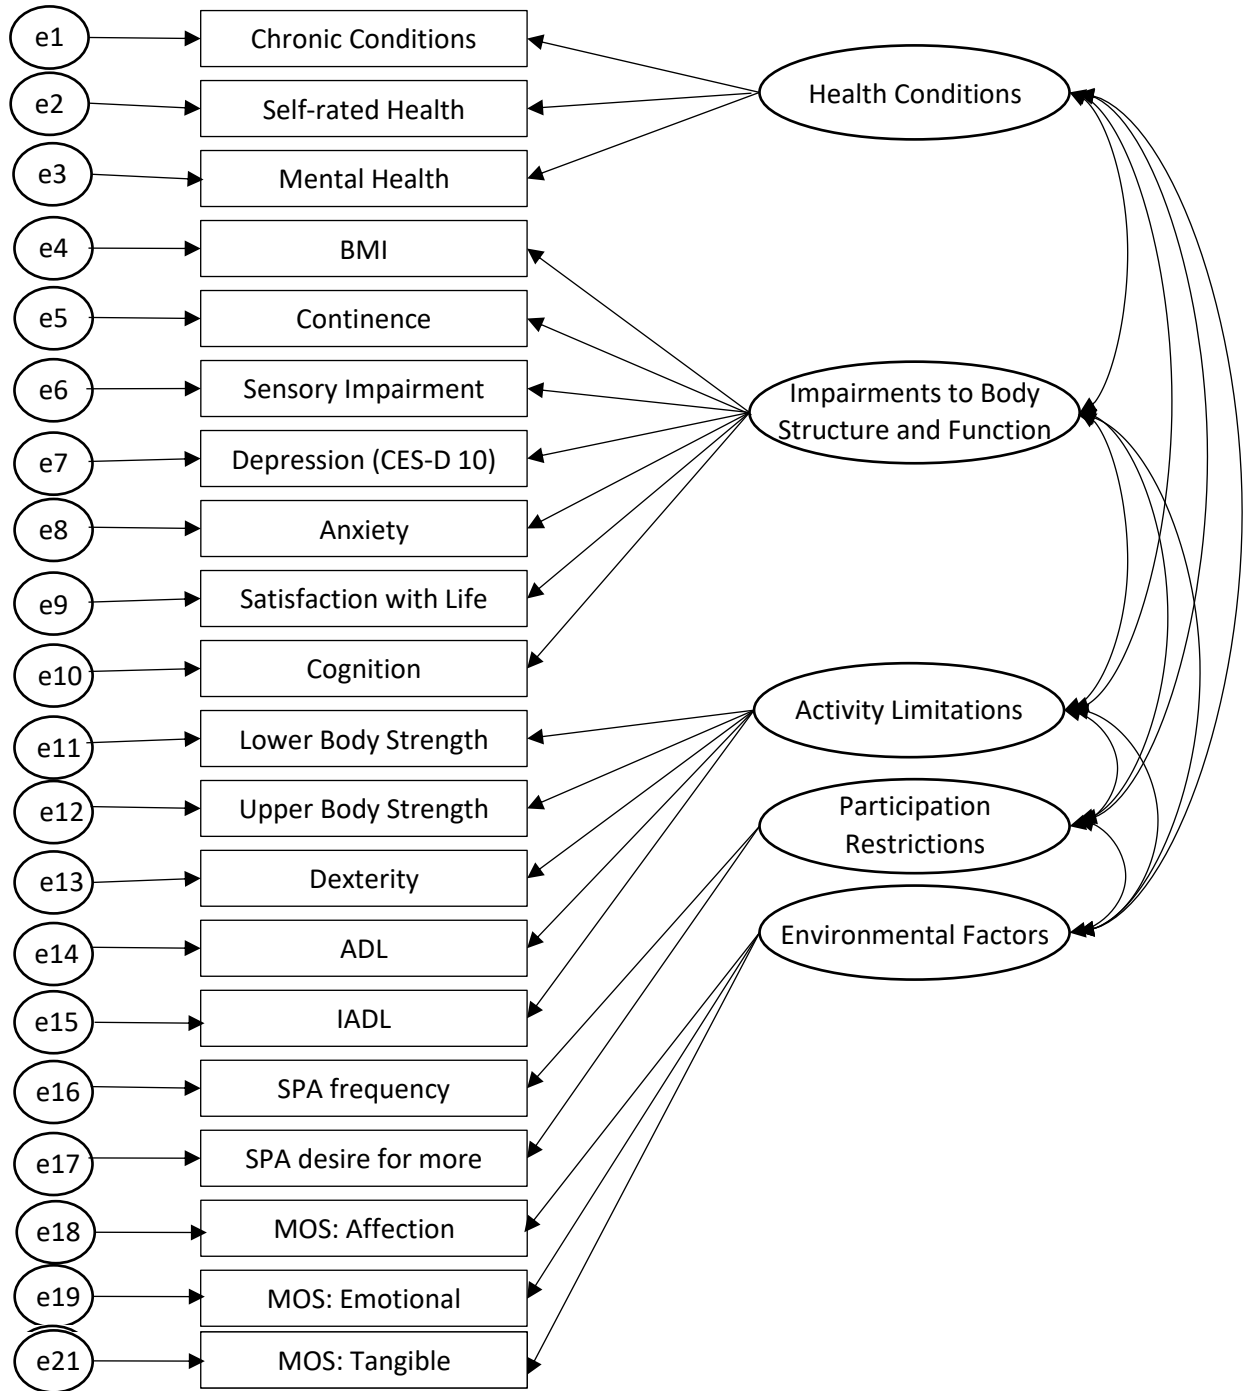 e1
Chronic Conditions
Health Conditions
e2
Self-rated Health
e3
Mental Health
e4
BMI
e5
Continence
e6
Sensory Impairment
Impairments to Body
Structure and Function
e7
Depression (CES-D 10)
e8
Anxiety
e9
Satisfaction with Life
e10
Cognition
e11
Lower Body Strength
Activity Limitations
e12
Upper Body Strength
Participation
Restrictions
e13
Dexterity
e14
ADL
Environmental Factors
e15
IADL
e16
SPA frequency
e17
SPA desire for more
e18
MOS: Affection
e19
MOS: Emotional
e21
MOS: Tangible